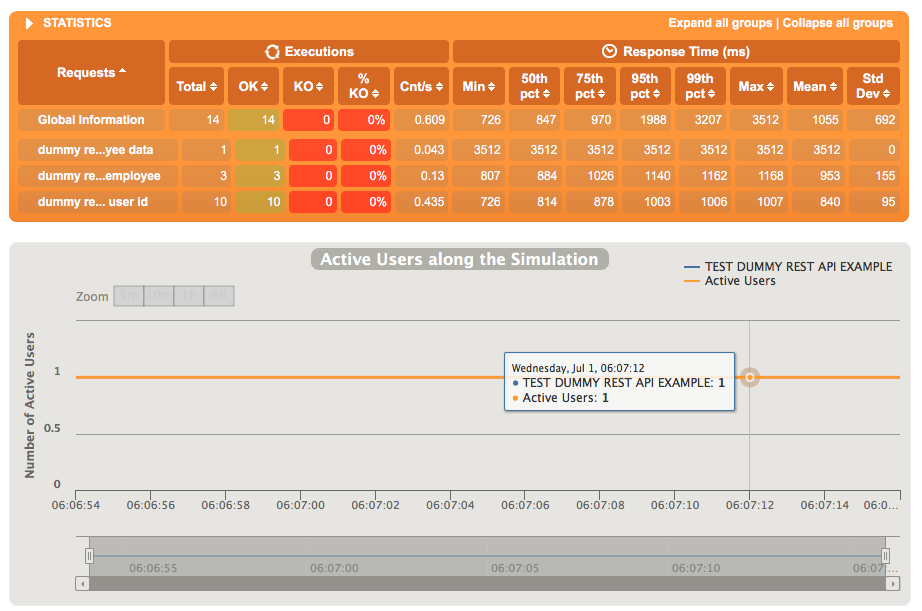 STATISTICS Expand all groups | Collapse all groups
Requests Executions Response Time (ms)
Total OK KO % KO Cnt/s Min 50th pct 75th pct 95th pct 99th pct Max Mean Std Dev
Global Information 14 14 0 0% 0.609 726 847 970 1988 3207 3512 1055 692
dummy re...yee data 1 1 0 0% 0.043 3512 3512 3512 3512 3512 3512 3512 0
dummy re...employee 3 3 0 0% 0.13 807 884 1026 1140 1162 1168 953 155
dummy re... user id 10 10 0 0% 0.435 726 814 878 1003 1006 1007 840 95
Active Users along the Simulation
TEST DUMMY REST API EXAMPLE
Active Users
Zoom 1m 10m 1h All
Number of Active Users
1
0.5
0
Wednesday, Jul 1, 06:07:12
TEST DUMMY REST API EXAMPLE: 1
Active Users: 1
06:06:54 06:06:56 06:06:58 06:07:00 06:07:02 06:07:04 06:07:06 06:07:08 06:07:10 06:07:12 06:07:14 06:0...
06:06:55 06:07:00 06:07:05 06:07:10 06:07:...